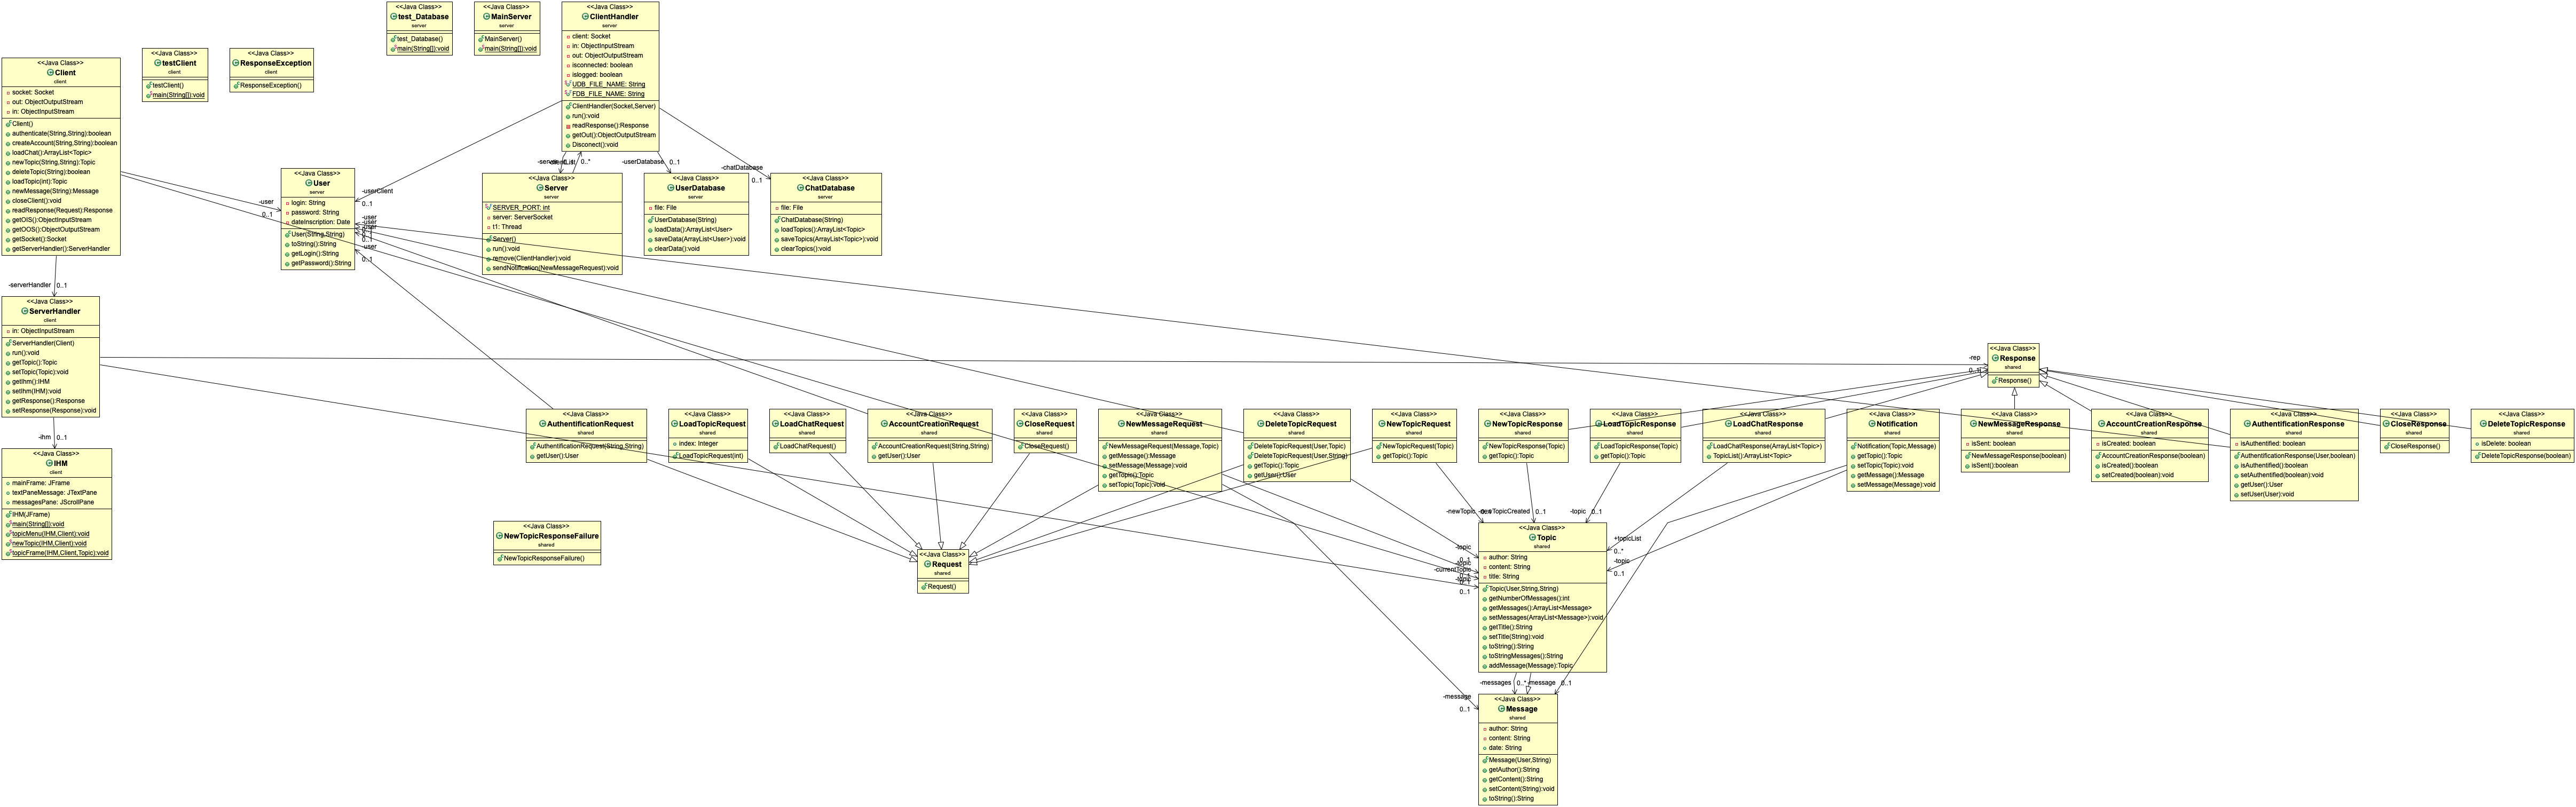 <<Java Class>>
test_Database
server
test_Database()
main(String[]):void
<<Java Class>>
MainServer
server
MainServer()
main(String[]):void
<<Java Class>>
ClientHandler
server
client: Socket
in: ObjectInputStream
out: ObjectOutputStream
isconnected: boolean
islogged: boolean
UDB_FILE_NAME: String
FDB_FILE_NAME: String
ClientHandler(Socket,Server)
run():void
readResponse():Response
getOut():ObjectOutputStream
Disconect():void
<<Java Class>>
testClient
client
testClient()
main(String[]):void
<<Java Class>>
ResponseException
client
ResponseException()
<<Java Class>>
Client
client
socket: Socket
out: ObjectOutputStream
in: ObjectInputStream
Client()
authenticate(String,String):boolean
createAccount(String,String):boolean
loadChat():ArrayList<Topic>
newTopic(String,String):Topic
deleteTopic(String):boolean
loadTopic(int):Topic
newMessage(String):Message
closeClient():void
readResponse(Request):Response
getOIS():ObjectInputStream
getOOS():ObjectOutputStream
getSocket():Socket
getServerHandler():ServerHandler
<<Java Class>>
User
server
login: String
password: String
dateInscription: Date
User(String,String)
toString():String
getLogin():String
getPassword():String
-user
0..1
-userClient
0..1
-user
-user
-user
0..1
-user
0..1
-server
0..*
-userDatabase
0..1
-chatDatabase
0..1
<<Java Class>>
Server
server
SERVER_PORT: int
server: ServerSocket
t1: Thread
Server()
run():void
remove(ClientHandler):void
sendNotification(NewMessageRequest):void
<<Java Class>>
UserDatabase
server
file: File
UserDatabase(String)
loadData():ArrayList<User>
saveData(ArrayList<User>):void
clearData():void
<<Java Class>>
ChatDatabase
server
file: File
ChatDatabase(String)
loadTopics():ArrayList<Topic>
saveTopics(ArrayList<Topic>):void
clearTopics():void
-serverHandler
0..1
<<Java Class>>
ServerHandler
client
in: ObjectInputStream
ServerHandler(Client)
run():void
getTopic():Topic
setTopic(Topic):void
getIhm():IHM
setIhm(IHM):void
getResponse():Response
setResponse(Response):void
-ihm
0..1
<<Java Class>>
IHM
client
mainFrame: JFrame
textPaneMessage: JTextPane
messagesPane: JScrollPane
IHM(JFrame)
main(String[]):void
topicMenu(IHM,Client):void
newTopic(IHM,Client):void
topicFrame(IHM,Client,Topic):void
-rep
0..1
<<Java Class>>
Response
shared
Response()
<<Java Class>>
AuthentificationRequest
shared
AuthentificationRequest(String,String)
getUser():User
<<Java Class>>
LoadTopicRequest
shared
index: Integer
LoadTopicRequest(int)
<<Java Class>>
LoadChatRequest
shared
LoadChatRequest()
<<Java Class>>
AccountCreationRequest
shared
AccountCreationRequest(String,String)
getUser():User
<<Java Class>>
CloseRequest
shared
CloseRequest()
<<Java Class>>
NewMessageRequest
shared
NewMessageRequest(Message,Topic)
getMessage():Message
setMessage(Message):void
getTopic():Topic
setTopic(Topic):void
<<Java Class>>
DeleteTopicRequest
shared
DeleteTopicRequest(User,Topic)
DeleteTopicRequest(User,String)
getTopic():Topic
getUser():User
<<Java Class>>
NewTopicRequest
shared
NewTopicRequest(Topic)
getTopic():Topic
<<Java Class>>
NewTopicResponse
shared
NewTopicResponse(Topic)
getTopic():Topic
<<Java Class>>
LoadTopicResponse
shared
LoadTopicResponse(Topic)
getTopic():Topic
<<Java Class>>
LoadChatResponse
shared
LoadChatResponse(ArrayList<Topic>)
TopicList():ArrayList<Topic>
<<Java Class>>
Notification
shared
Notification(Topic,Message)
getTopic():Topic
setTopic(Topic):void
getMessage():Message
setMessage(Message):void
<<Java Class>>
NewMessageResponse
shared
isSent: boolean
NewMessageResponse(boolean)
isSent():boolean
<<Java Class>>
AccountCreationResponse
shared
isCreated: boolean
AccountCreationResponse(boolean)
isCreated():boolean
setCreated(boolean):void
<<Java Class>>
AuthentificationResponse
shared
isAuthentified: boolean
AuthentificationResponse(User,boolean)
isAuthentified():boolean
setAuthentified(boolean):void
getUser():User
setUser(User):void
<<Java Class>>
CloseResponse
shared
CloseResponse()
<<Java Class>>
DeleteTopicResponse
shared
isDelete: boolean
DeleteTopicResponse(boolean)
<<Java Class>>
NewTopicResponseFailure
shared
NewTopicResponseFailure()
<<Java Class>>
Request
shared
Request()
-newTopic
-newTopicCreated
0..1
-topic
0..1
+topicList
0..*
-topic
0..1
-topic
0..1
-topic
-currentTopic
-topic
0..1
<<Java Class>>
Topic
shared
author: String
content: String
title: String
Topic(User,String,String)
getNumberOfMessages():int
getMessages():ArrayList<Message>
setMessages(ArrayList<Message>):void
getTitle():String
setTitle(String):void
toString():String
toStringMessages():String
addMessage(Message):Topic
-messages
0..*
-message
0..1
-message
0..1
<<Java Class>>
Message
shared
author: String
content: String
date: String
Message(User,String)
getAuthor():String
getContent():String
setContent(String):void
toString():String